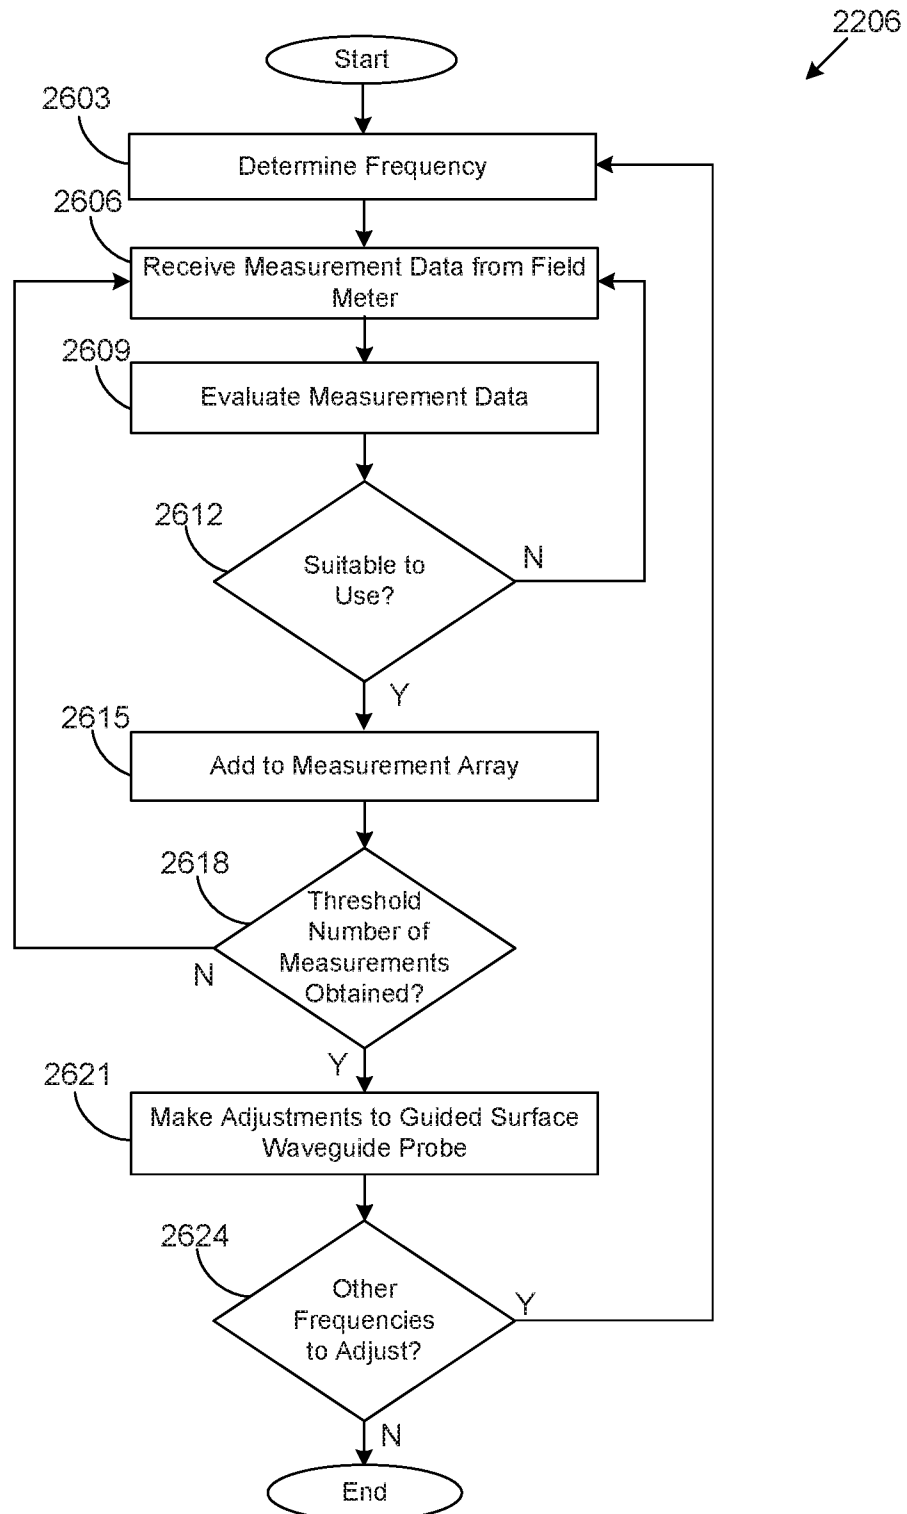 2206
Start
2603
Determine Frequency
2606
Receive Measurement Data from Field
Meter
2609
Evaluate Measurement Data
2612
Suitable to
Use?
N
Y
2615
Add to Measurement Array
2618
Threshold
Number of
Measurements
Obtained?
N
Y
2621
Make Adjustments to Guided Surface
Waveguide Probe
2624
Other
Frequencies
to Adjust?
Y
N
End